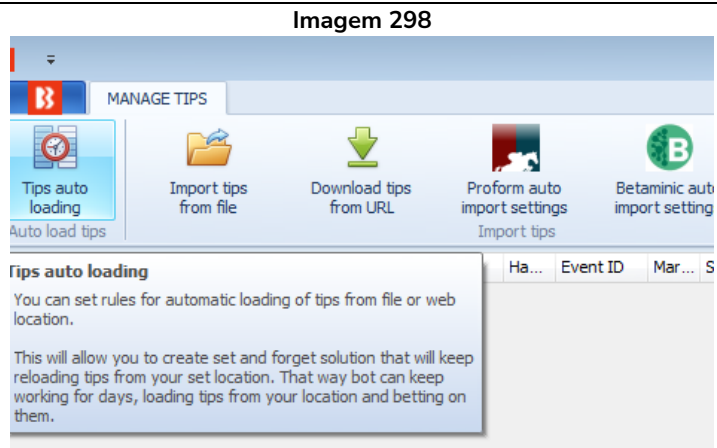 Imagem 298
MANAGE TIPS
Tips auto loading
Import tips from file
Download tips from URL
Proform auto import settings
Betaminic aut
import setting
Auto load tips
Import tips
Tips auto loading
Ha... Event ID Mar... S
You can set rules for automatic loading of tips from file or web
location.
This will allow you to create set and forget solution that will keep
reloading tips from your set location. That way bot can keep
working for days, loading tips from your location and betting on
them.